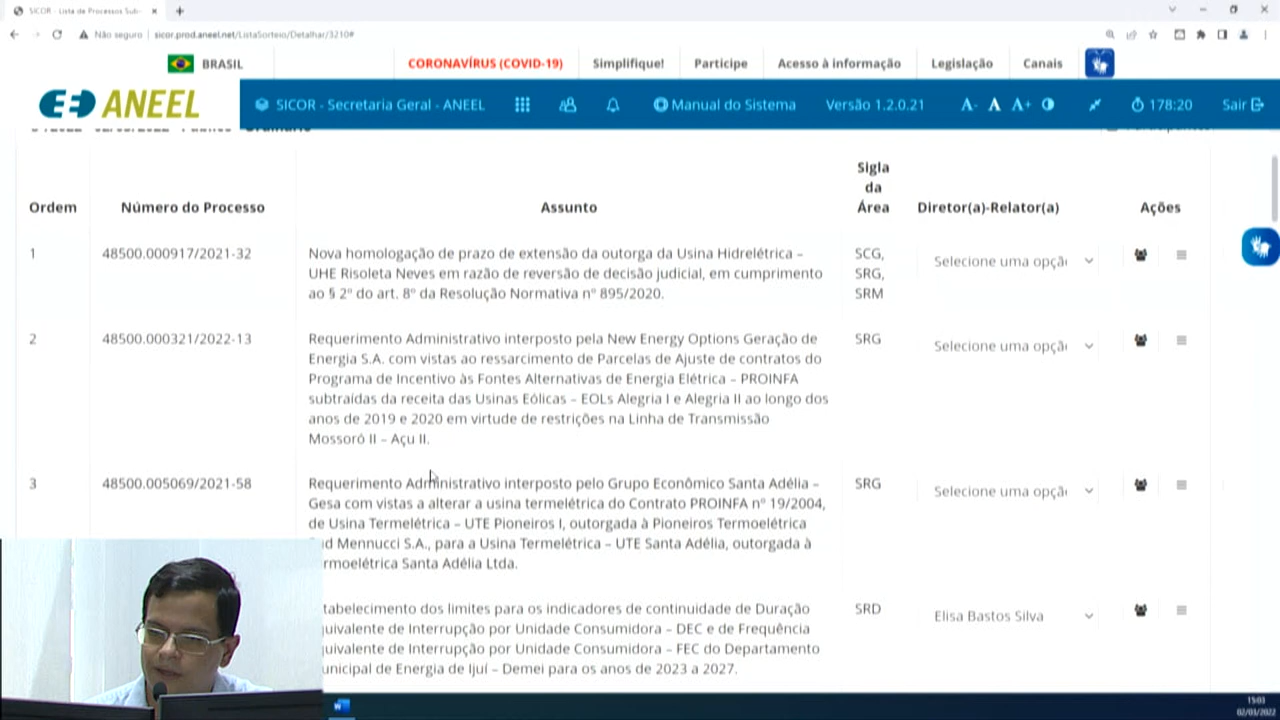 SICOR - Lista de Processos Sub-
Não seguro | sicor.prod.aneel.net/ListaSorteio/Detalhar/3210#
BRASIL
CORONAVÍRUS (COVID-19)
Simplifique!
Participe
Acesso à informação
Legislação
Canais
ANEEL
SICOR - Secretaria Geral - ANEEL
Manual do Sistema
Versão 1.2.0.21
A-
A
A+
178:20
Sair
Ordem
Número do Processo
Assunto
Sigla
da
Área
Diretor(a)-Relator(a)
Ações
1
48500.000917/2021-32
Nova homologação de prazo de extensão da outorga da Usina Hidrelétrica –
UHE Risoleta Neves em razão de reversão de decisão judicial, em cumprimento
ao § 2º do art. 8º da Resolução Normativa nº 895/2020.
SCG,
SRG,
SRM
Selecione uma opçã
2
48500.000321/2022-13
Requerimento Administrativo interposto pela New Energy Options Geração de
Energia S.A. com vistas ao ressarcimento de Parcelas de Ajuste de contratos do
Programa de Incentivo às Fontes Alternativas de Energia Elétrica – PROINFA
subtraídas da receita das Usinas Eólicas – EOLs Alegria I e Alegria II ao longo dos
anos de 2019 e 2020 em virtude de restrições na Linha de Transmissão
Mossoró II – Açu II.
SRG
Selecione uma opçã
3
48500.005069/2021-58
Requerimento Administrativo interposto pelo Grupo Econômico Santa Adélia –
Gesa com vistas a alterar a usina termelétrica do Contrato PROINFA nº 19/2004,
de Usina Termelétrica – UTE Pioneiros I, outorgada à Pioneiros Termoelétrica
ud Mennucci S.A., para a Usina Termelétrica – UTE Santa Adélia, outorgada à
rmoelétrica Santa Adélia Ltda.
SRG
Selecione uma opçã
tabelecimento dos limites para os indicadores de continuidade de Duração
quivalente de Interrupção por Unidade Consumidora – DEC e de Frequência
quivalente de Interrupção por Unidade Consumidora – FEC do Departamento
unicipal de Energia de Ijuí – Demei para os anos de 2023 a 2027.
SRD
Elisa Bastos Silva
15:03
02/03/2022